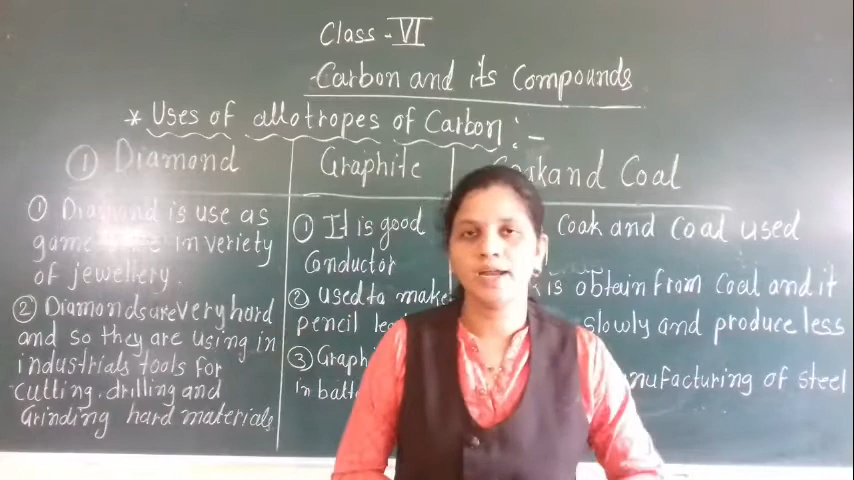 Class - VI
Carbon and its Compounds
* Uses of allotropes of Carbon :-
① Diamond
① Diamond is use as
in veriety
of jewellery.
② Diamonds are very hard
and so they are using in
industrials tools for
cutting, drilling and
Grinding hard materials
Graphite
① It is good
Conductor
② used to make
pencil
③
in
and Coal
Coak and Coal used
is obtain from Coal and it
slowly and produce less
of steel